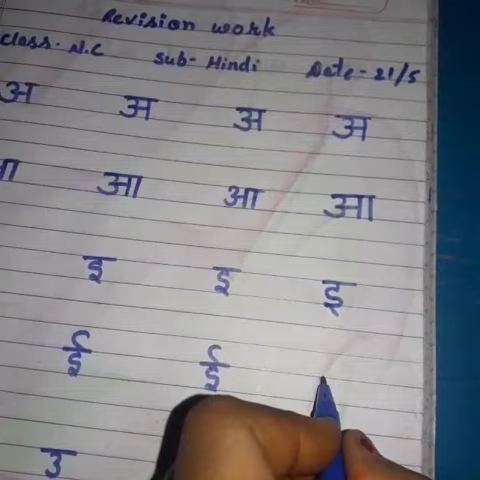 Revision work
Class- N.C Sub- Hindi Date- 21/5
अ अ अ अ
आ आ आ
इ इ इ
ई ई
उ